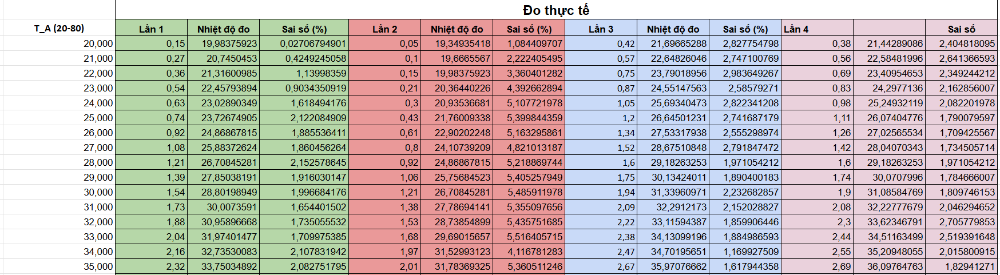 Đo thực tế
T_A (20-80) Lần 1 Nhiệt độ đo Sai số (%) Lần 2 Nhiệt độ đo Sai số (%) Lần 3 Nhiệt độ đo Sai số (%) Lần 4 Sai số
20,000 0,15 19,98375923 0,02706794901 0,05 19,34935418 1,084409707 0,42 21,69665288 2,827754798 0,38 21,44289086 2,404818095
21,000 0,27 20,7450453 0,4249245058 0,1 19,6665567 2,222405495 0,57 22,64826046 2,747100769 0,56 22,58481996 2,641366593
22,000 0,36 21,31600985 1,13998359 0,15 19,98375923 3,360401282 0,75 23,79018956 2,983649267 0,69 23,40954653 2,349244212
23,000 0,54 22,45793894 0,9034350919 0,21 20,36440226 4,392662894 0,87 24,55147563 2,58579271 0,83 24,2977136 2,162856007
24,000 0,63 23,02890349 1,618494176 0,3 20,93536681 5,107721978 1,05 25,69340473 2,822341208 0,98 25,24932119 2,082201978
25,000 0,74 23,72674905 2,122084909 0,43 21,76009338 5,399844359 1,2 26,64501231 2,741687179 1,11 26,07404776 1,790079597
26,000 0,92 24,86867815 1,885536411 0,61 22,90202248 5,163295861 1,34 27,53317938 2,555298974 1,26 27,02565534 1,709425567
27,000 1,08 25,88372624 1,860456264 0,8 24,10739209 4,821013187 1,52 28,67510848 2,791847472 1,42 28,04070343 1,734505714
28,000 1,21 26,70845281 2,152578645 0,92 24,86867815 5,218869744 1,6 29,18263253 1,971054212 1,6 29,18263253 1,971054212
29,000 1,39 27,85038191 1,916030147 1,06 25,75684523 5,405257949 1,75 30,13424011 1,890400183 1,74 30,0707996 1,784666007
30,000 1,54 28,80198949 1,996684176 1,21 26,70845281 5,485911978 1,94 31,33960971 2,232682857 1,9 31,08584769 1,809746153
31,000 1,73 30,0073591 1,654401502 1,38 27,78694141 5,355097656 2,09 32,2912173 2,152028827 2,08 32,22777679 2,046294652
32,000 1,88 30,95896668 1,735055532 1,53 28,73854899 5,435751685 2,22 33,11594387 1,859906446 2,3 33,62346791 2,705779853
33,000 2,04 31,97401477 1,709975385 1,68 29,69015657 5,516405715 2,38 34,13099196 1,884986593 2,44 34,51163499 2,519391648
34,000 2,16 32,73530083 2,107831942 1,97 31,52993123 4,116781283 2,47 34,70195651 1,169927509 2,55 35,20948055 2,015800915
35,000 2,32 33,75034892 2,082751795 2,01 31,78369325 5,360511246 2,67 35,97076662 1,617944358 2,69 36,09764763 1,82941271